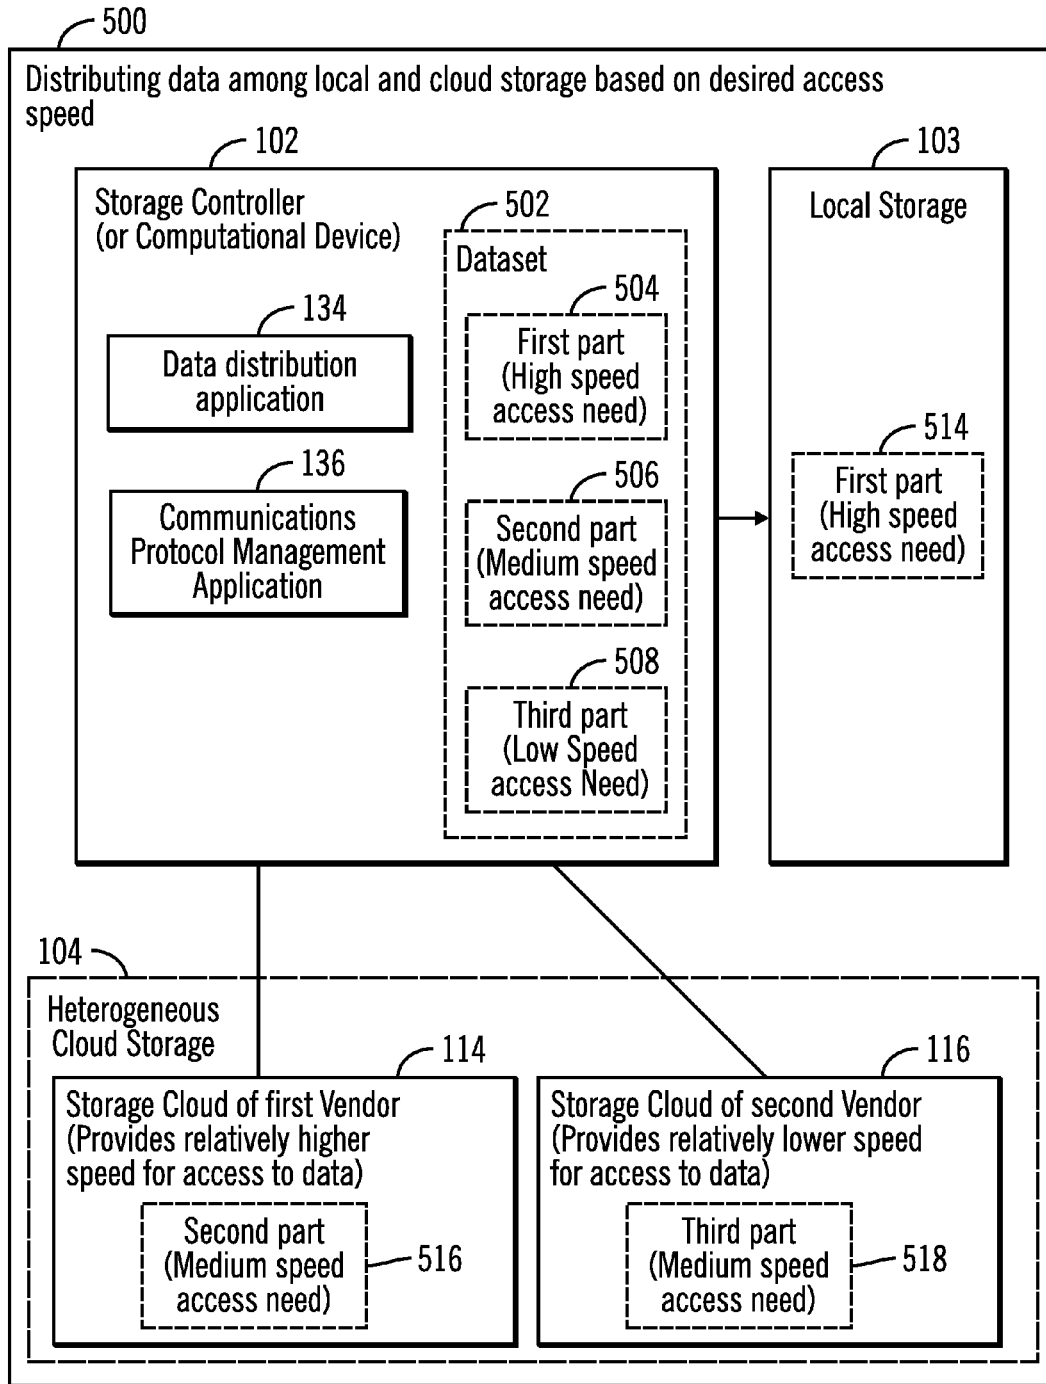 500
Distributing data among local and cloud storage based on desired access
speed
102
Storage Controller
(or Computational Device)
134
Data distribution
application
136
Communications
Protocol Management
Application
502
Dataset
504
First part
(High speed
access need)
506
Second part
(Medium speed
access need)
508
Third part
(Low Speed
access Need)
103
Local Storage
514
First part
(High speed
access need)
104
Heterogeneous
Cloud Storage
114
Storage Cloud of first Vendor
(Provides relatively higher
speed for access to data)
Second part
(Medium speed
access need)
516
116
Storage Cloud of second Vendor
(Provides relatively lower speed
for access to data)
Third part
(Medium speed
access need)
518